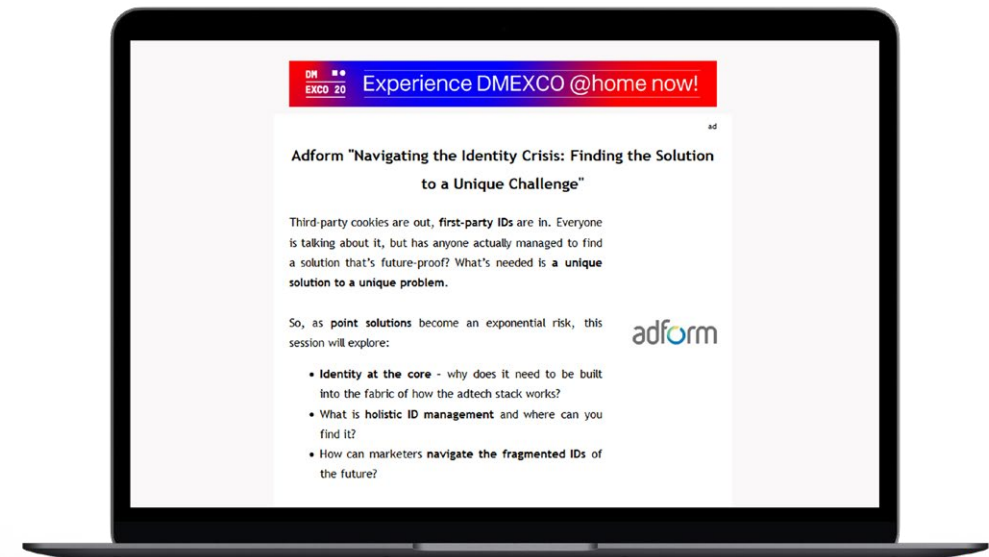 DM
EXCO 20
Experience DMEXCO @home now!
ad
Adform "Navigating the Identity Crisis: Finding the Solution
to a Unique Challenge"
Third-party cookies are out, first-party IDs are in. Everyone
is talking about it, but has anyone actually managed to find
a solution that's future-proof? What's needed is a unique
solution to a unique problem.
So, as point solutions become an exponential risk, this
session will explore:
adform
• Identity at the core – why does it need to be built
into the fabric of how the adtech stack works?
• What is holistic ID management and where can you
find it?
• How can marketers navigate the fragmented IDs of
the future?